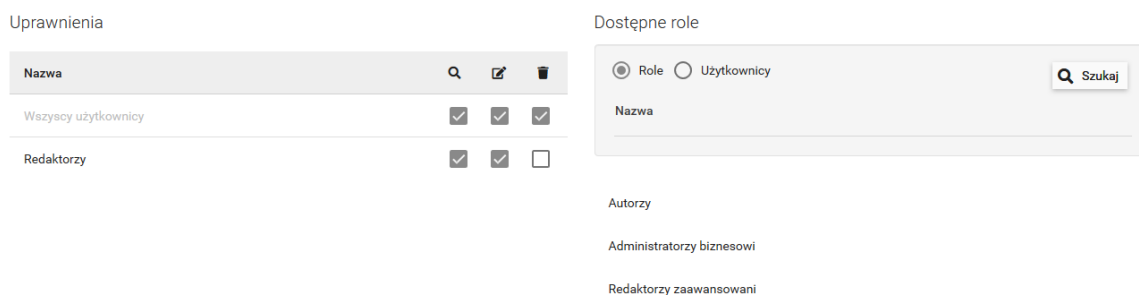 Uprawnienia
Nazwa
Wszyscy użytkownicy
Redaktorzy
Dostępne role
Role Użytkownicy
Szukaj
Nazwa
Autorzy
Administratorzy biznesowi
Redaktorzy zaawansowani